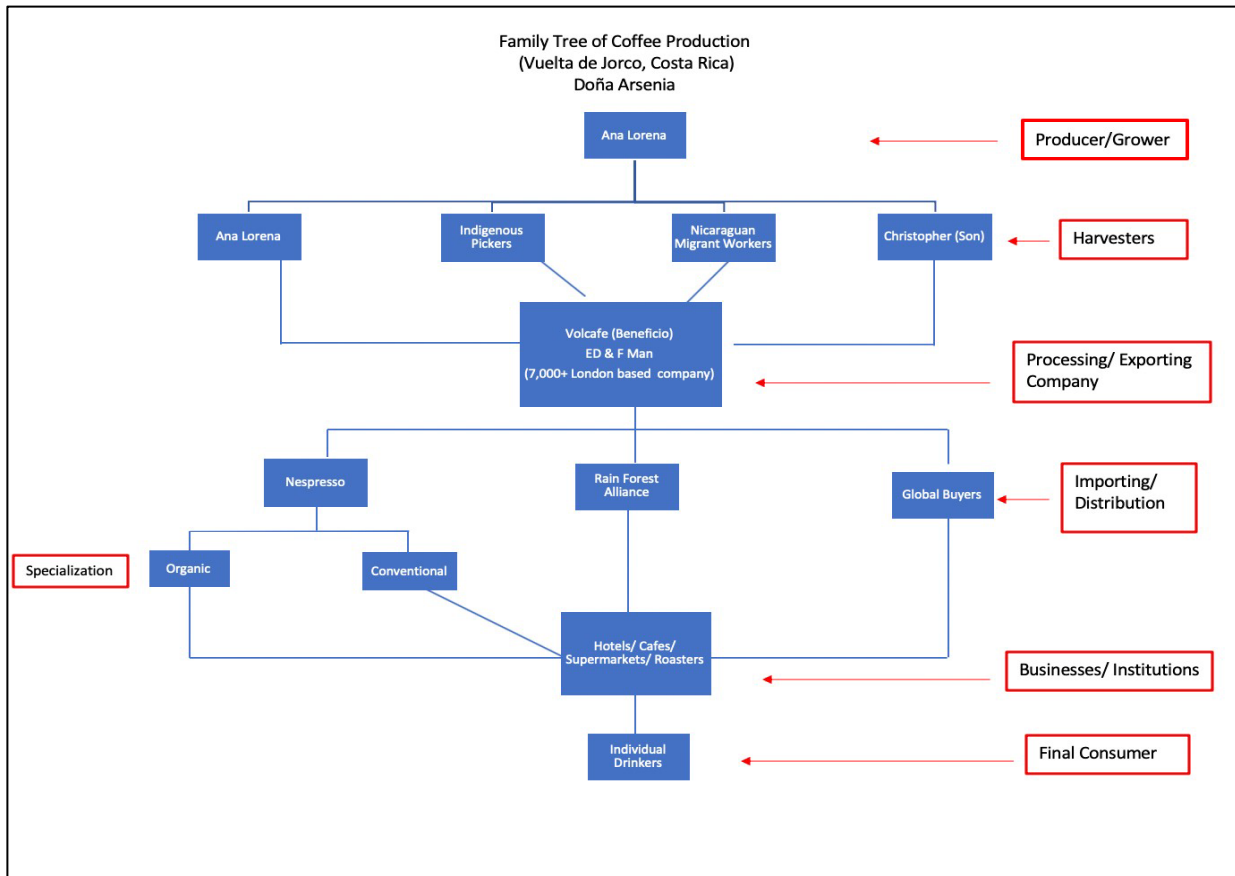 Family Tree of Coffee Production
(Vuelta de Jorco, Costa Rica)
Doña Arsenia
Ana Lorena
Producer/Grower
Ana Lorena
Indigenous
Pickers
Nicaraguan
Migrant Workers
Christopher (Son)
Harvesters
Volcafe (Beneficio)
ED & F Man
(7,000+ London based company)
Processing/ Exporting
Company
Nespresso
Rain Forest
Alliance
Global Buyers
Importing/
Distribution
Specialization
Organic
Conventional
Hotels/ Cafes/
Supermarkets/ Roasters
Businesses/ Institutions
Individual
Drinkers
Final Consumer